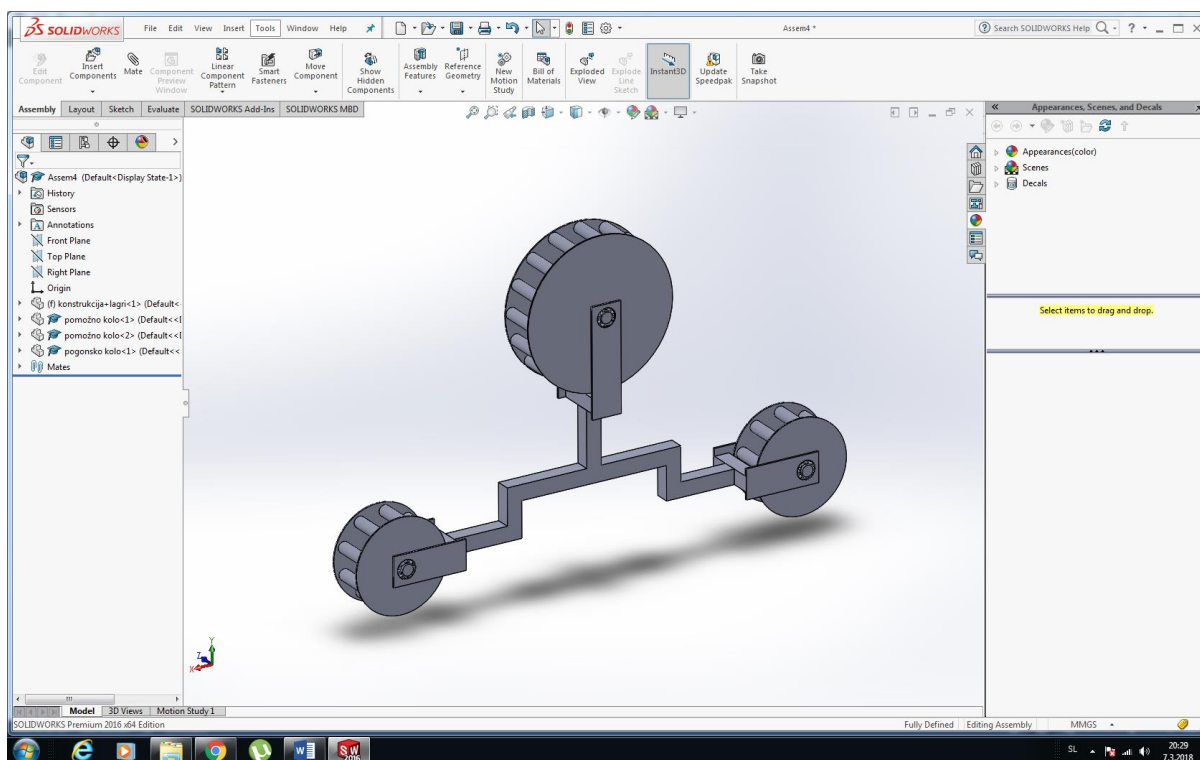 SOLIDWORKS File Edit View Insert Tools Window Help Assem4 * Search SOLIDWORKS Help
Edit Component
Insert Components
Mate
Component Preview Window
Linear Component Pattern
Smart Fasteners
Move Component
Show Hidden Components
Assembly Features
Reference Geometry
New Motion Study
Bill of Materials
Exploded View
Explode Line Sketch
Instant3D
Update Speedpak
Take Snapshot
Assembly Layout Sketch Evaluate SOLIDWORKS Add-Ins SOLIDWORKS MBD
Assem4 (Default<Display State-1>)
History
Sensors
Annotations
Front Plane
Top Plane
Right Plane
Origin
(f) konstrukcija+lagri<1> (Default<
pomožno kolo<1> (Default<<
pomožno kolo<2> (Default<<
pogonsko kolo<1> (Default<<
Mates
Y
Z
X
Appearances, Scenes, and Decals
Appearances(color)
Scenes
Decals
Select items to drag and drop.
Model 3D Views Motion Study 1
SOLIDWORKS Premium 2016 x64 Edition Fully Defined Editing Assembly MMGS
SL 20:29
7.3.2018